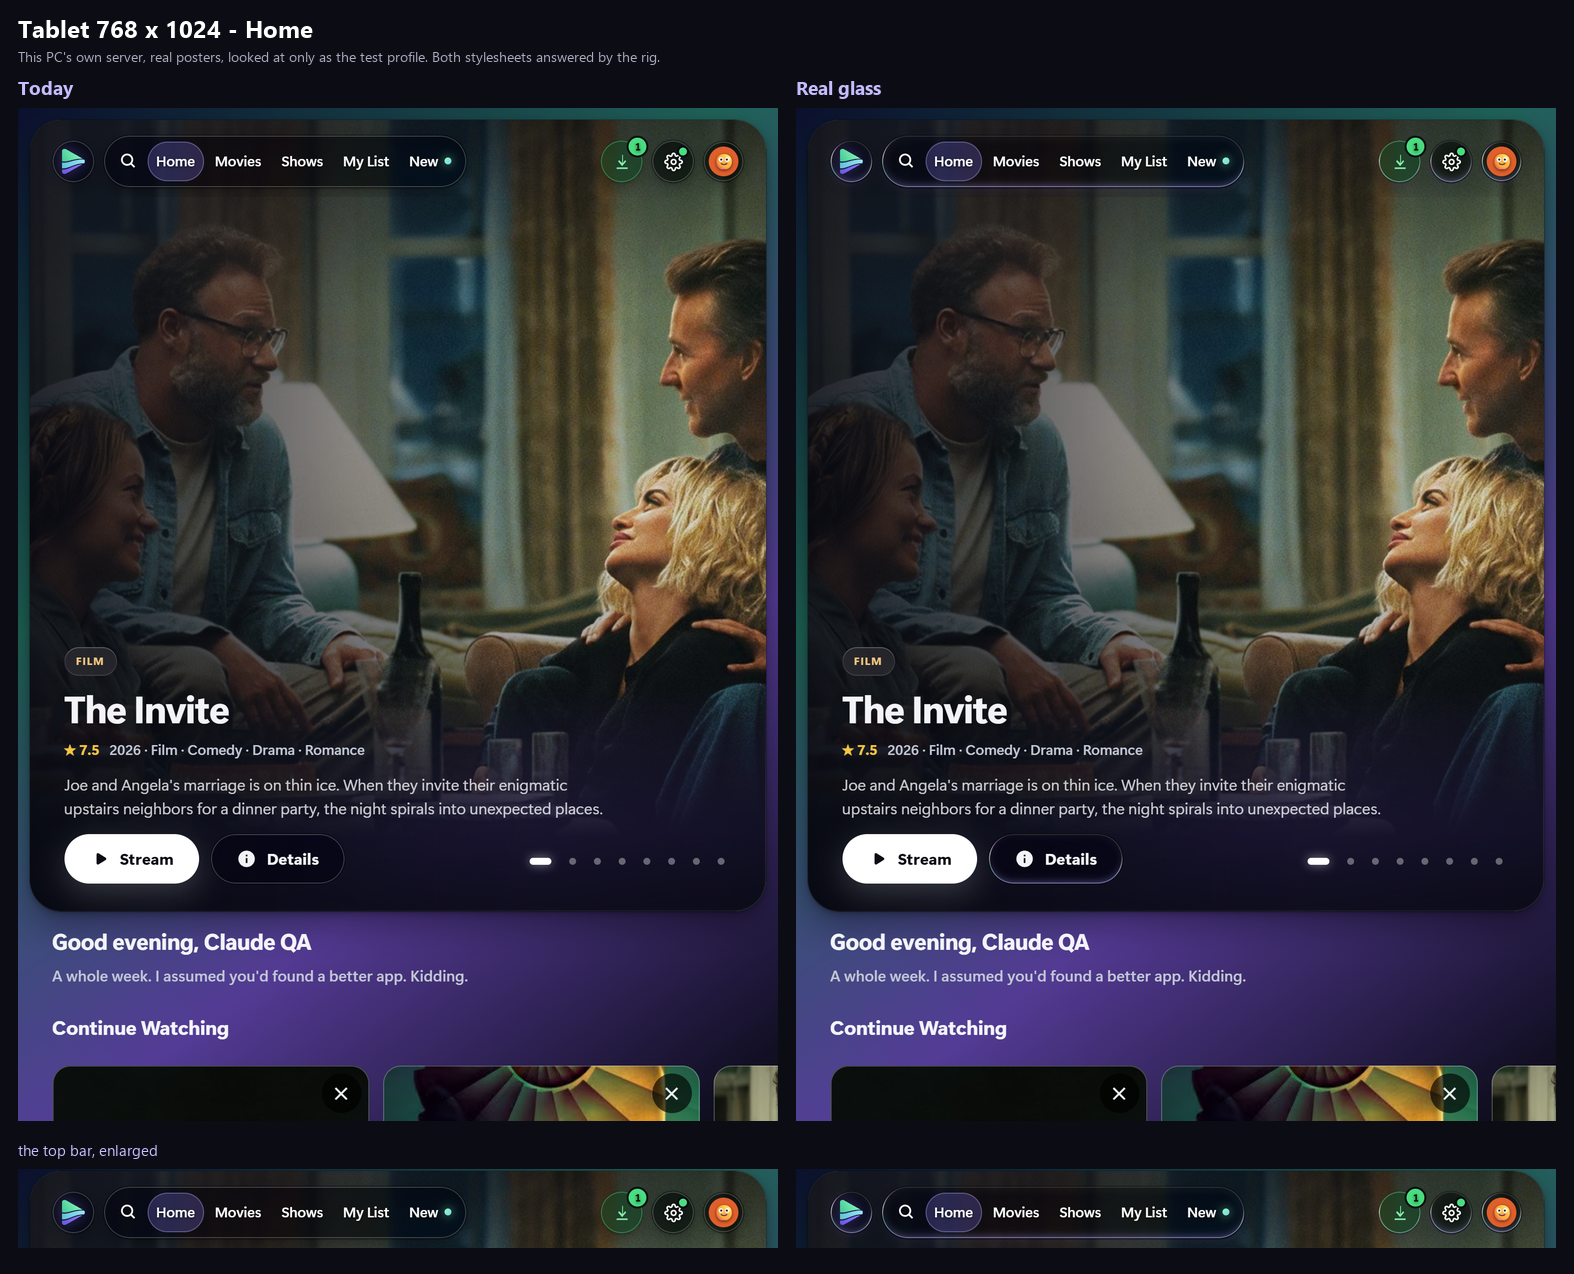 Tablet 768 x 1024 - Home
This PC's own server, real posters, looked at only as the test profile. Both stylesheets answered by the rig.
Today
Home Movies Shows My List New
1
FILM
The Invite
★ 7.5 2026 · Film · Comedy · Drama · Romance
Joe and Angela's marriage is on thin ice. When they invite their enigmatic
upstairs neighbors for a dinner party, the night spirals into unexpected places.
Stream Details
Good evening, Claude QA
A whole week. I assumed you'd found a better app. Kidding.
Continue Watching
Real glass
Home Movies Shows My List New
1
FILM
The Invite
★ 7.5 2026 · Film · Comedy · Drama · Romance
Joe and Angela's marriage is on thin ice. When they invite their enigmatic
upstairs neighbors for a dinner party, the night spirals into unexpected places.
Stream Details
Good evening, Claude QA
A whole week. I assumed you'd found a better app. Kidding.
Continue Watching
the top bar, enlarged
Home Movies Shows My List New
1
Home Movies Shows My List New
1